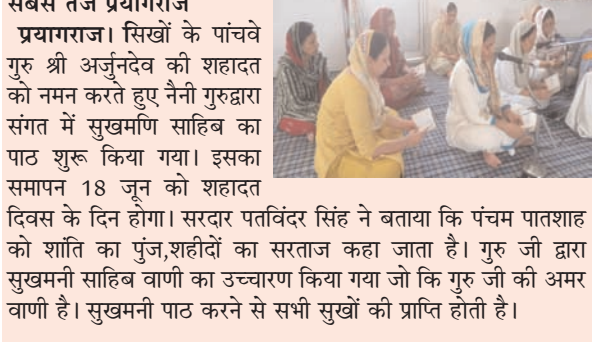 सबसे तेज प्रयागराज
प्रयागराज। सिखों के पांचवे
गुरु श्री अर्जुनदेव की शहादत
को नमन करते हुए नैनी गुरुद्वारा
संगत में सुखमणि साहिब का
पाठ शुरू किया गया। इसका
समापन 18 जून को शहादत
दिवस के दिन होगा। सरदार पतविंदर सिंह ने बताया कि पंचम पातशाह
को शांति का पुंज,शहीदों का सरताज कहा जाता है। गुरु जी द्वारा
सुखमनी साहिब वाणी का उच्चारण किया गया जो कि गुरु जी की अमर
वाणी है। सुखमनी पाठ करने से सभी सुखों की प्राप्ति होती है।